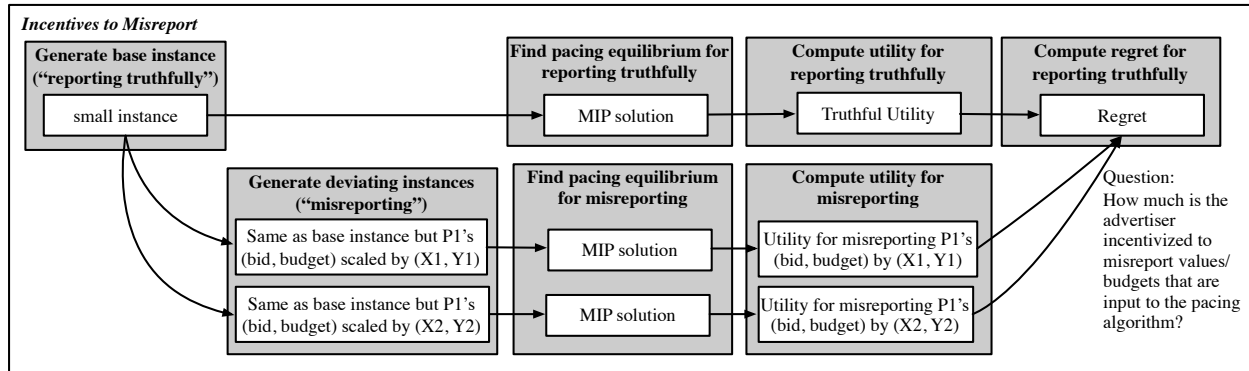 Incentives to Misreport
Generate base instance
(“reporting truthfully”)
small instance
Find pacing equilibrium for
reporting truthfully
MIP solution
Compute utility for
reporting truthfully
Truthful Utility
Compute regret for
reporting truthfully
Regret
Generate deviating instances
(“misreporting”)
Same as base instance but P1’s
(bid, budget) scaled by (X1, Y1)
Same as base instance but P1’s
(bid, budget) scaled by (X2, Y2)
Find pacing equilibrium
for misreporting
MIP solution
MIP solution
Compute utility for
misreporting
Utility for misreporting P1’s
(bid, budget) by (X1, Y1)
Utility for misreporting P1’s
(bid, budget) by (X2, Y2)
Question:
How much is the
advertiser
incentivized to
misreport values/
budgets that are
input to the pacing
algorithm?